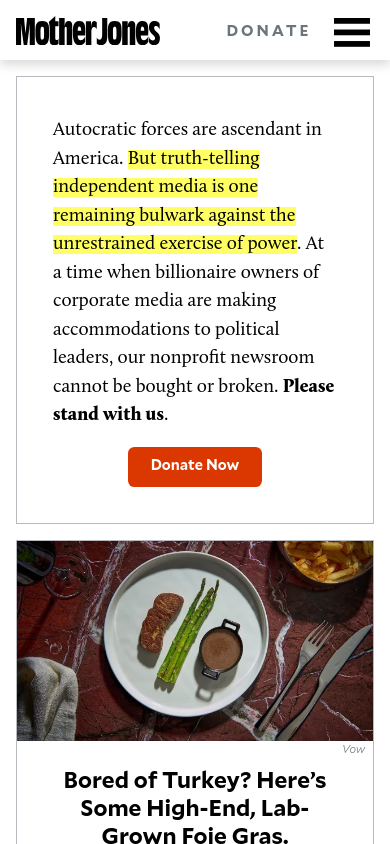 Mother Jones
DONATE
Autocratic forces are ascendant in
America. But truth-telling
independent media is one
remaining bulwark against the
unrestrained exercise of power. At
a time when billionaire owners of
corporate media are making
accommodations to political
leaders, our nonprofit newsroom
cannot be bought or broken. Please
stand with us.
Donate Now
Vow
Bored of Turkey? Here’s
Some High-End, Lab-
Grown Foie Gras.